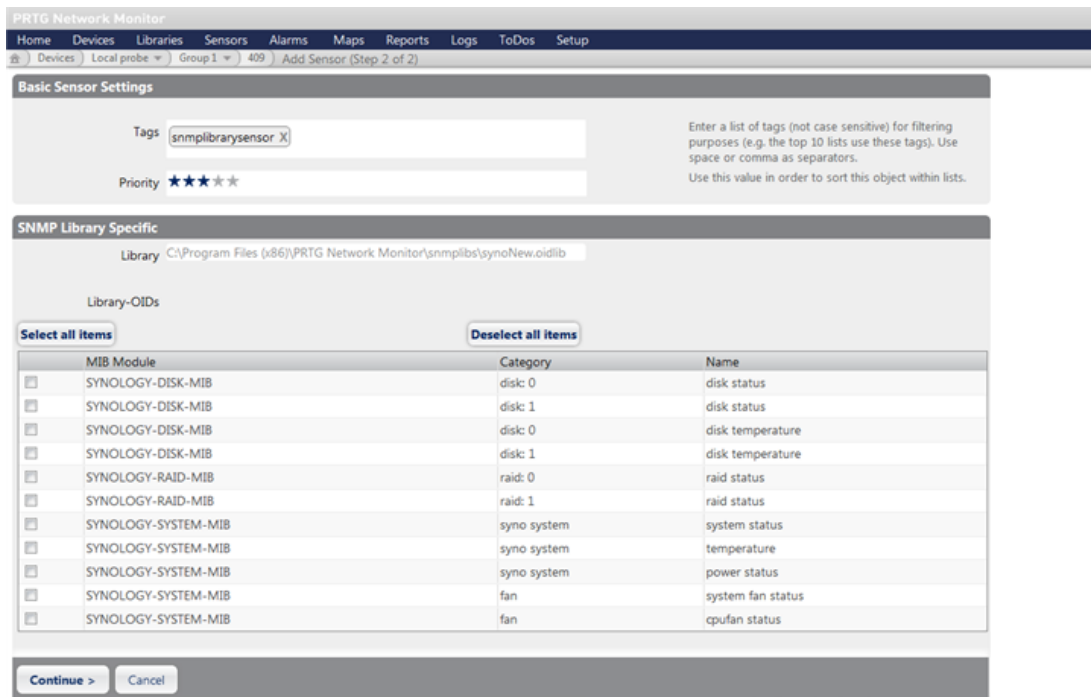 PRTG Network Monitor
Home Devices Libraries Sensors Alarms Maps Reports Logs ToDos Setup
Devices Local probe Group 1 409 Add Sensor (Step 2 of 2)
Basic Sensor Settings
Tags snmplibrarysensor X
Enter a list of tags (not case sensitive) for filtering
purposes (e.g. the top 10 lists use these tags). Use
space or comma as separators.
Priority ★★★★★ Use this value in order to sort this object within lists.
SNMP Library Specific
Library C:\Program Files (x86)\PRTG Network Monitor\snmplibs\synoNew.oidlib
Library-OIDs
Select all items Deselect all items
MIB Module Category Name
SYNOLOGY-DISK-MIB disk: 0 disk status
SYNOLOGY-DISK-MIB disk: 1 disk status
SYNOLOGY-DISK-MIB disk: 0 disk temperature
SYNOLOGY-DISK-MIB disk: 1 disk temperature
SYNOLOGY-RAID-MIB raid: 0 raid status
SYNOLOGY-RAID-MIB raid: 1 raid status
SYNOLOGY-SYSTEM-MIB syno system system status
SYNOLOGY-SYSTEM-MIB syno system temperature
SYNOLOGY-SYSTEM-MIB syno system power status
SYNOLOGY-SYSTEM-MIB fan system fan status
SYNOLOGY-SYSTEM-MIB fan cpufan status
Continue > Cancel